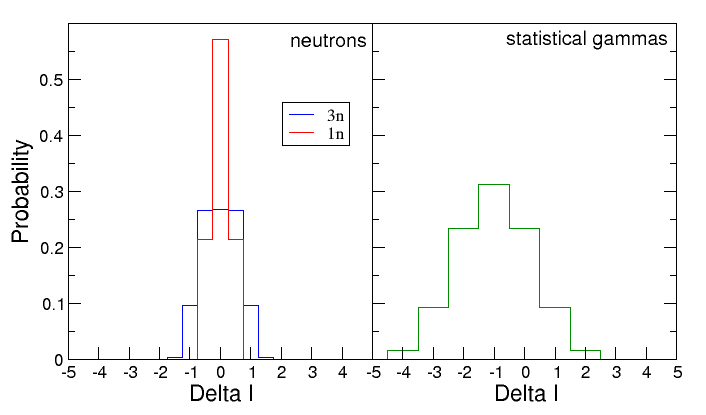 neutrons
statistical gammas
3n
1n
Probability
0.5
0.4
0.3
0.2
0.1
0
-5 -4 -3 -2 -1 0 1 2 3 4 -5 -4 -3 -2 -1 0 1 2 3 4 5
Delta I
Delta I